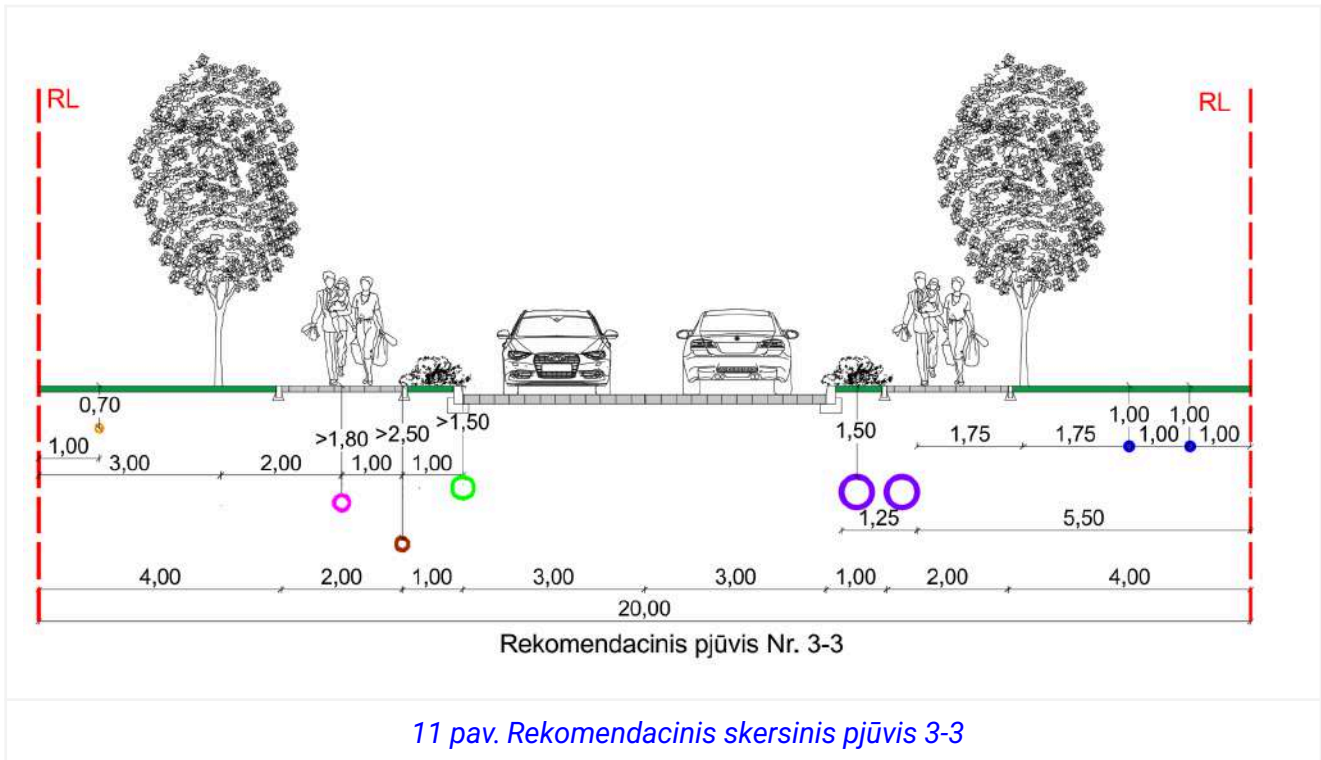 RL RL
0,70 >1,80 >2,50 >1,50 1,50 1,00 1,00
1,00 1,75 1,75 1,00 1,00
3,00 2,00 1,00 1,00
1,25 5,50
4,00 2,00 1,00 3,00 3,00 1,00 2,00 4,00
20,00
Rekomendacinis pjūvis Nr. 3-3
11 pav. Rekomendacinis skersinis pjūvis 3-3